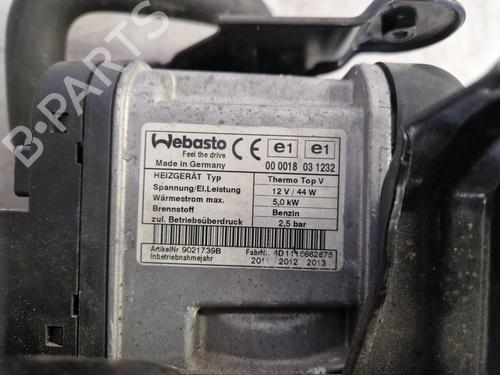 B-PARTS
Webasto CE e1 e1
Feel the drive
Made in Germany 00 0018 03 1232
HEIZGERÄT Typ Thermo Top V
Spannung/El.Leistung 12 V / 44 W
Wärmestrom max. 5,0 kW
Brennstoff Benzin
zul. Betriebsüberdruck 2,5 bar
ArtikelNr 9021739B FabrNr.
Inbetriebnahmejahr 2011 2012 2013